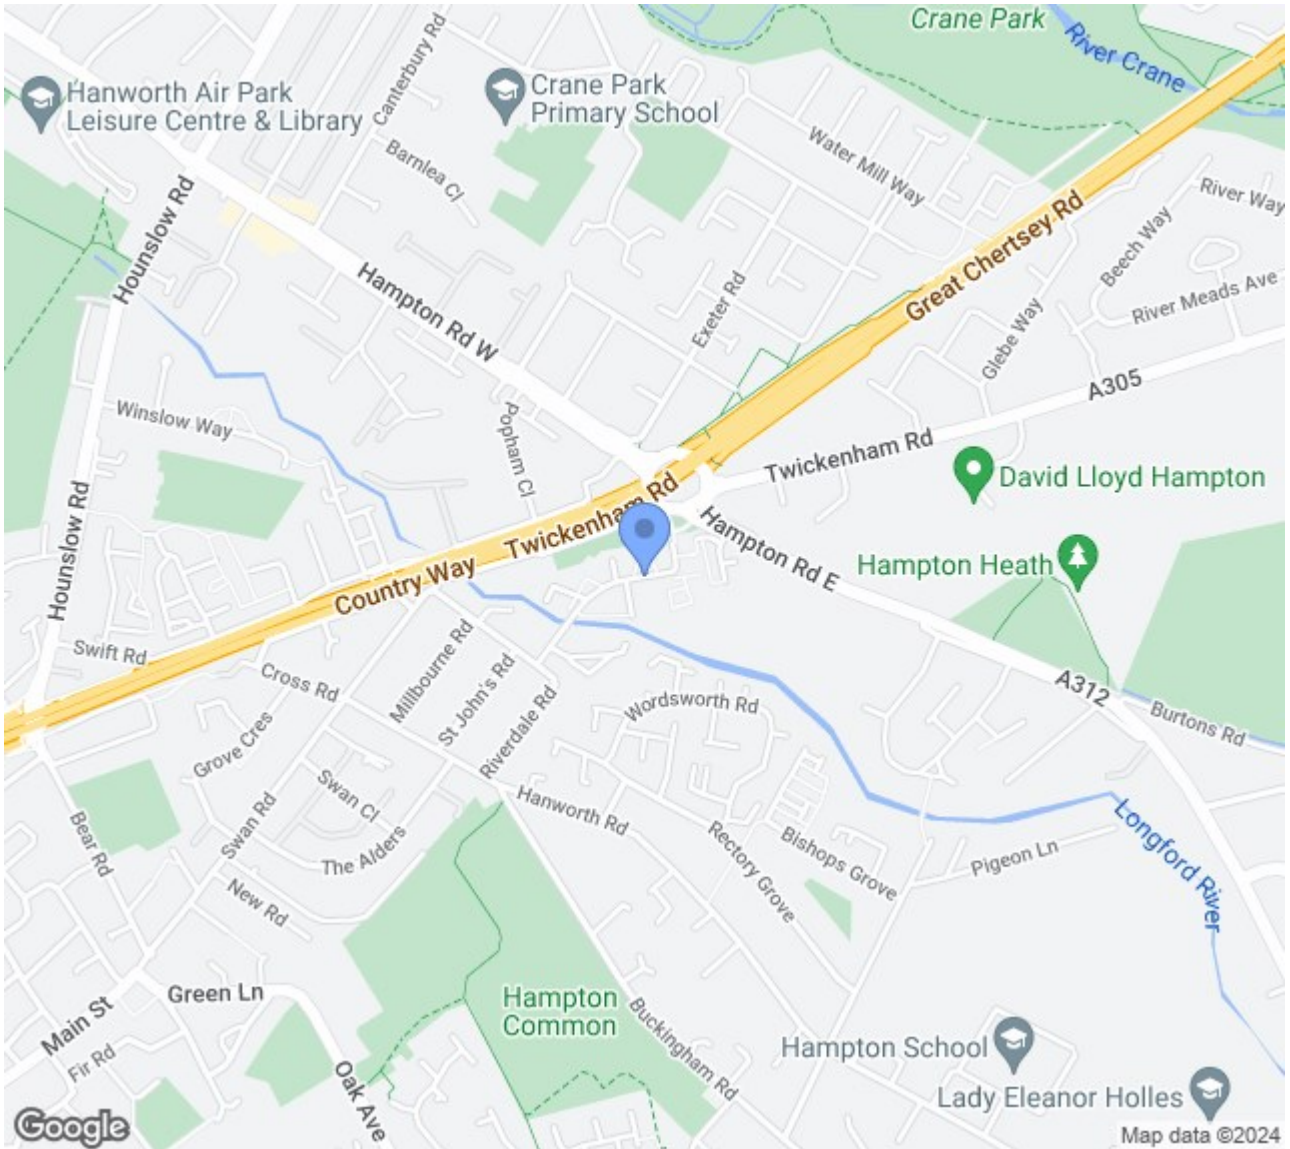 Crane Park
River Crane
Hanworth Air Park
Leisure Centre & Library
Canterbury Rd
Crane Park
Primary School
Barnlea Cl
Water Mill Way
River Way
Hounslow Rd
Beech Way
Great Chertsey Rd
River Meads Ave
Hampton Rd W
Exeter Rd
Glebe Way
A305
Winslow Way
Popham Cl
Twickenham Rd
David Lloyd Hampton
Hounslow Rd
Twickenham Rd
Hampton Rd E
Hampton Heath
Country Way
Swift Rd
Cross Rd
Millbourne Rd
St John's Rd
Riverdale Rd
Wordsworth Rd
A312
Burtons Rd
Grove Cres
Swan Cl
Swan Rd
Bear Rd
The Alders
Hanworth Rd
Rectory Grove
Bishops Grove
Pigeon Ln
Longford River
New Rd
Green Ln
Main St
Fir Rd
Oak Ave
Hampton
Common
Buckingham Rd
Hampton School
Lady Eleanor Holles
Google
Map data ©2024